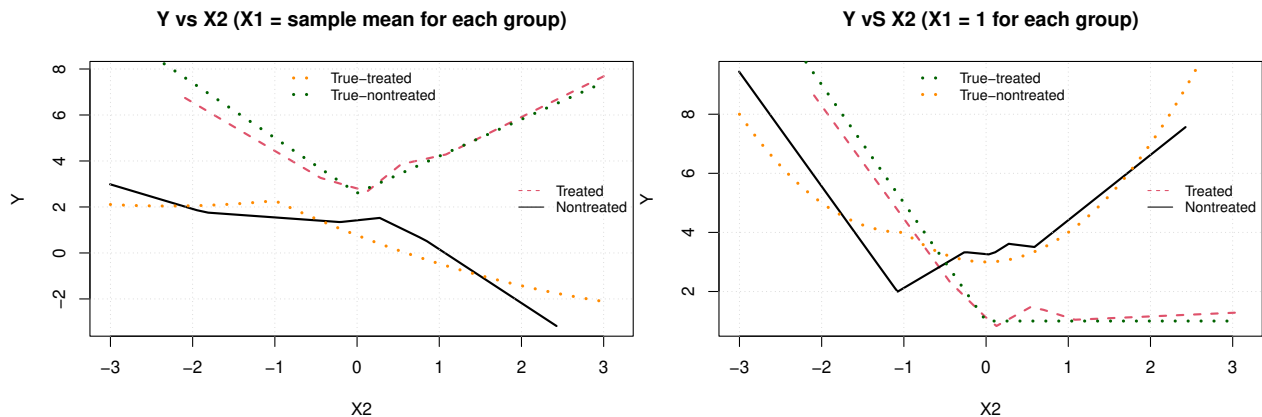 Y vs X2 (X1 = sample mean for each group)
True−treated
True−nontreated
Treated
Nontreated
Y
8
6
4
2
0
−2
−3
−2
−1
0
1
2
3
X2
Y vS X2 (X1 = 1 for each group)
True−treated
True−nontreated
Treated
Nontreated
Y
8
6
4
2
−3
−2
−1
0
1
2
3
X2